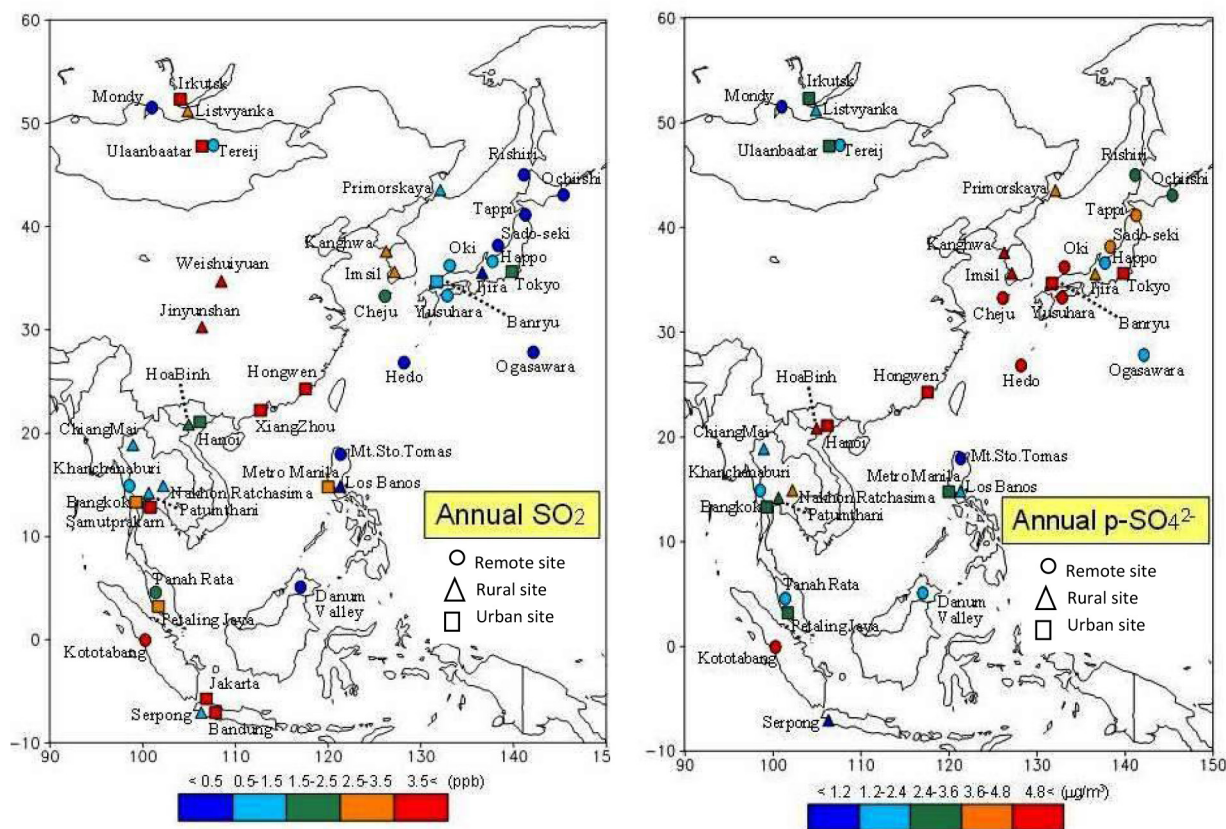 60
50
40
30
20
10
0
−10
100
110
120
130
140
15
Irkutsk
Mondy
Listvyanka
Ulaanbaatar
Tereij
Rishiri
Primorskaya
Ochiishi
Tappi
Sado-seki
Kanghwa
Oki
Happo
Weishuiyuan
Imsil
Ijira
Tokyo
Jinyunshan
Cheju
Yusuhara
Banryu
HoaBinh
Hongwen
Hedo
Ogasawara
Hanoi
XiangZhou
ChiangMai
Mt.Sto.Tomas
Khanchanaburi
Metro Manila
Los Banos
Nakhon Ratchasima
Bangkok
Patumthani
Samutprakarn
Annual SO2
Remote site
Rural site
Urban site
Tanah Rata
Danum
Valley
Petaling Jaya
Kototabang
Jakarta
Serpong
Bandung
< 0.5 0.5-1.5 1.5-2.5 2.5-3.5 3.5< (ppb)
60
50
40
30
20
10
0
−10
100
110
120
130
140
150
Irkutsk
Mondy
Listvyanka
Ulaanbaatar
Tereij
Rishiri
Primorskaya
Ochiishi
Tappi
Sado-seki
Kanghwa
Oki
Happo
Imsil
Ijira
Tokyo
Cheju
Yusuhara
Banryu
HoaBinh
Hongwen
Hedo
Ogasawara
Hanoi
ChiangMai
Mt.Sto.Tomas
Khanchanaburi
Metro Manila
Los Banos
Nakhon Ratchasima
Bangkok
Patumthani
Annual p-SO4 2-
Remote site
Rural site
Urban site
Tanah Rata
Danum
Valley
Petaling Jaya
Kototabang
Serpong
< 1.2 1.2-2.4 2.4-3.6 3.6-4.8 4.8< (μg/m³)